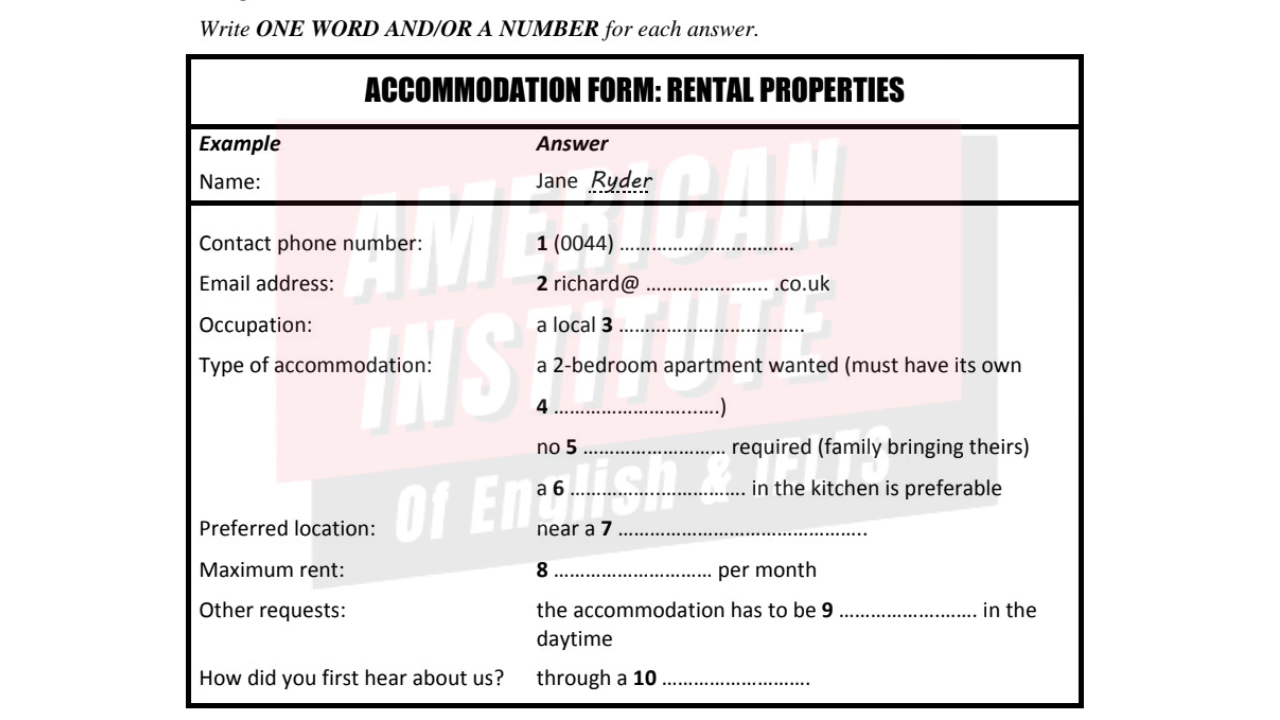 Write ONE WORD AND/OR A NUMBER for each answer.
ACCOMMODATION FORM: RENTAL PROPERTIES
Example Answer
Name: Jane Ryder
Contact phone number: 1 (0044) ……………………………
Email address: 2 richard@ ………………….. .co.uk
Occupation: a local 3 ……………………………..
Type of accommodation: a 2-bedroom apartment wanted (must have its own
4 …………………….…….)
no 5 ……………………… required (family bringing theirs)
a 6 …………………………… in the kitchen is preferable
Preferred location: near a 7 ………………………………………..
Maximum rent: 8 ………………………… per month
Other requests: the accommodation has to be 9 …………………….. in the
daytime
How did you first hear about us? through a 10 ……………………….
AMERICAN
INSTITUTE
Of English & IELTS